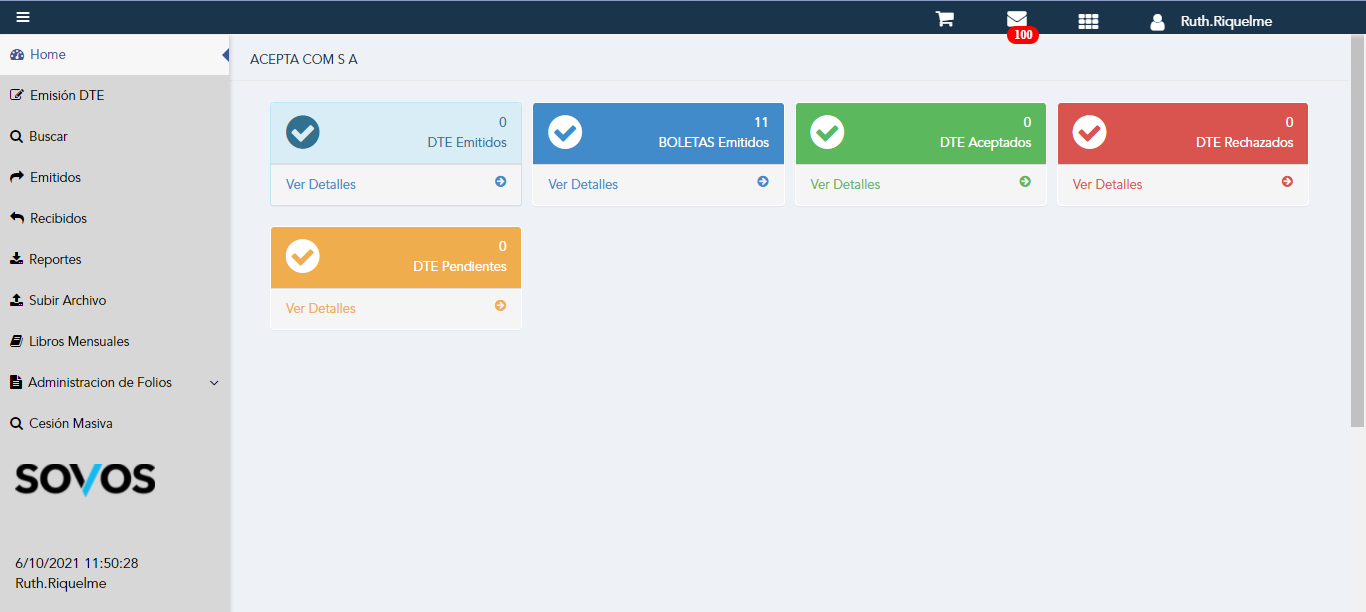 100
Ruth.Riquelme
Home
Emisión DTE
Buscar
Emitidos
Recibidos
Reportes
Subir Archivo
Libros Mensuales
Administracion de Folios
Cesión Masiva
SOVOS
6/10/2021 11:50:28
Ruth.Riquelme
ACEPTA COM S A
0
DTE Emitidos
Ver Detalles
11
BOLETAS Emitidos
Ver Detalles
0
DTE Aceptados
Ver Detalles
0
DTE Rechazados
Ver Detalles
0
DTE Pendientes
Ver Detalles